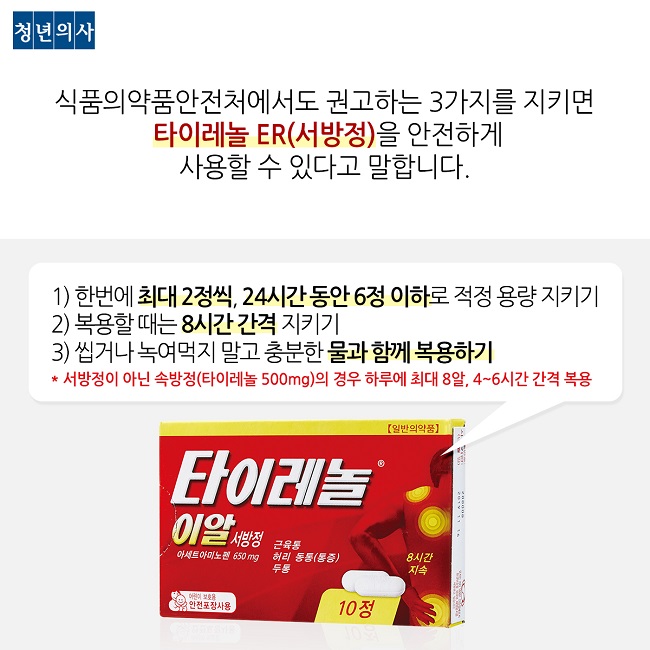 청년의사
식품의약품안전처에서도 권고하는 3가지를 지키면
타이레놀 ER(서방정)을 안전하게
사용할 수 있다고 말합니다.
1) 한번에 최대 2정씩, 24시간 동안 6정 이하로 적정 용량 지키기
2) 복용할 때는 8시간 간격 지키기
3) 씹거나 녹여먹지 말고 충분한 물과 함께 복용하기
* 서방정이 아닌 속방정(타이레놀 500mg)의 경우 하루에 최대 8알, 4~6시간 간격 복용
【일반의약품】
타이레놀®
이알 서방정
아세트아미노펜 650 mg
근육통
허리 동통(통증)
두통
8시간
지속
어린이 보호용
안전포장사용
10정